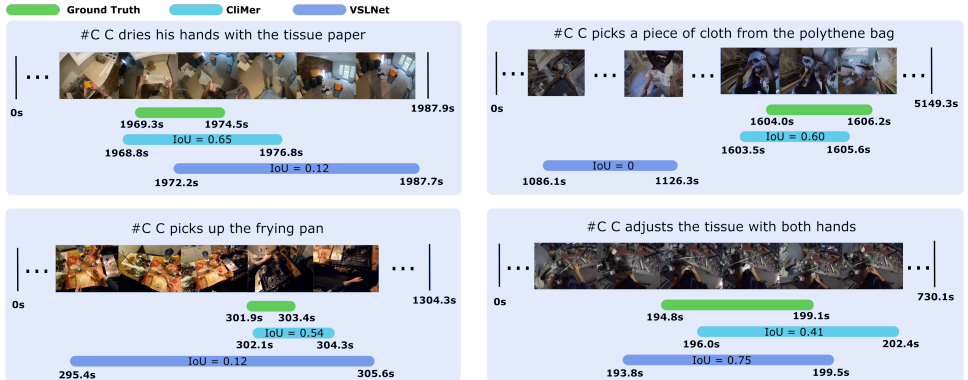 Ground Truth
CliMer
VSLNet
#C C dries his hands with the tissue paper
0s
1987.9s
1969.3s
1974.5s
IoU = 0.65
1968.8s
1976.8s
IoU = 0.12
1972.2s
1987.7s
#C C picks a piece of cloth from the polythene bag
0s
5149.3s
1604.0s
1606.2s
IoU = 0.60
1603.5s
1605.6s
IoU = 0
1086.1s
1126.3s
#C C picks up the frying pan
0s
1304.3s
301.9s
303.4s
IoU = 0.54
302.1s
304.3s
IoU = 0.12
295.4s
305.6s
#C C adjusts the tissue with both hands
0s
730.1s
194.8s
199.1s
IoU = 0.41
196.0s
202.4s
IoU = 0.75
193.8s
199.5s